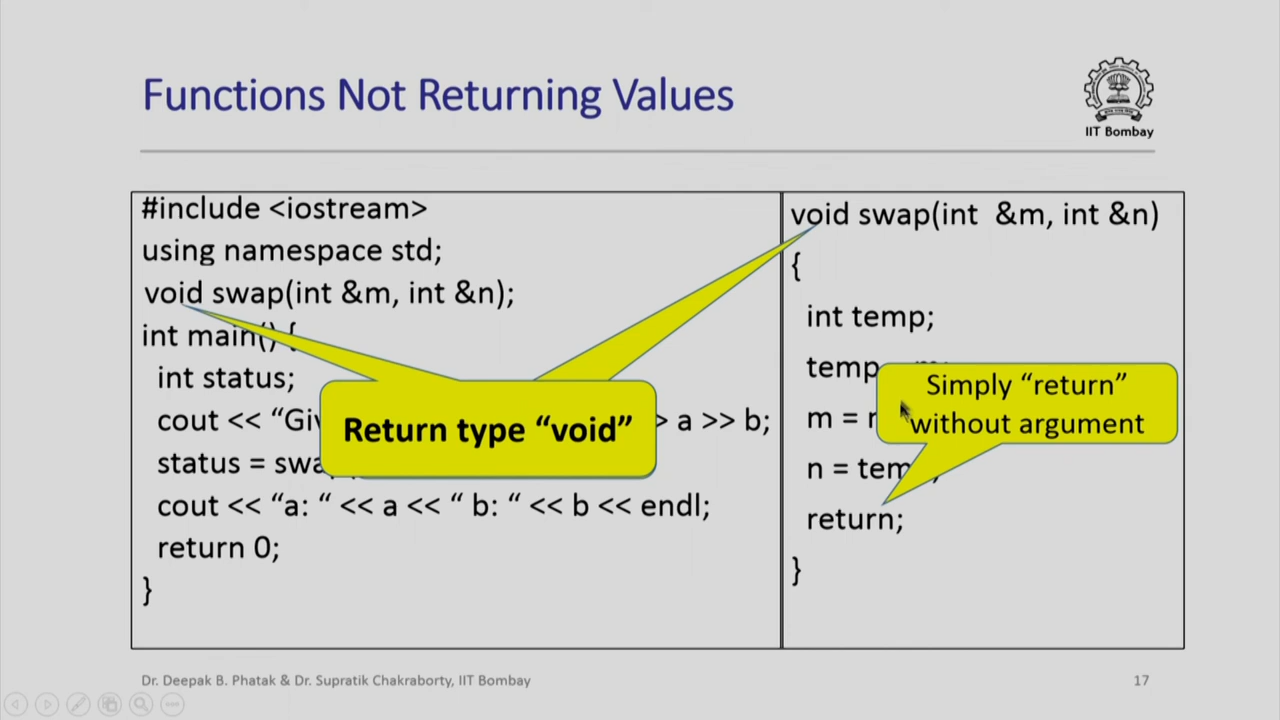 Functions Not Returning Values
IIT Bombay
#include <iostream>
using namespace std;
void swap(int &m, int &n);
int main() {
int status;
cout << “Giv > a >> b;
status = swa
cout << “a: “ << a << “ b: “ << b << endl;
return 0;
}
Return type “void”
void swap(int &m, int &n)
{
int temp;
temp
m =
n = tem
return;
}
Simply “return”
without argument
Dr. Deepak B. Phatak & Dr. Supratik Chakraborty, IIT Bombay
17